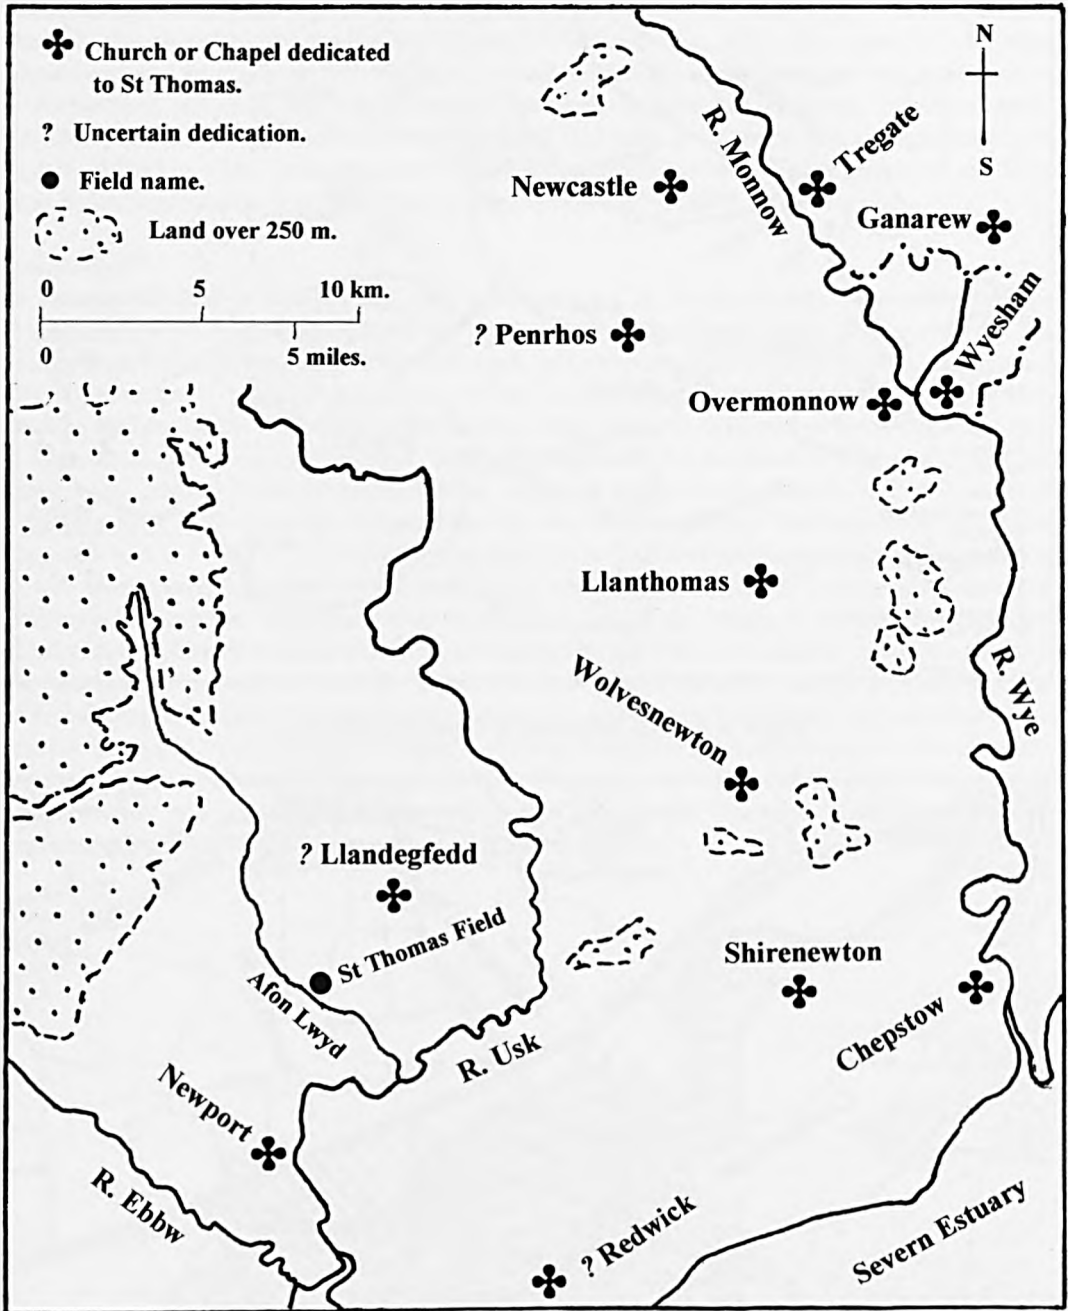 Church or Chapel dedicated
to St Thomas.
? Uncertain dedication.
Field name.
Land over 250 m.
0 5 10 km.
0 5 miles.
N
S
R. Monnow
Tregate
Newcastle
Ganarew
Wyesham
? Penrhos
Overmonnow
Llanthomas
R. Wye
Wolvesnewton
? Llandegfedd
St Thomas Field
Shirenewton
Afon Lwyd
Chepstow
R. Usk
Newport
R. Ebbw
? Redwick
Severn Estuary